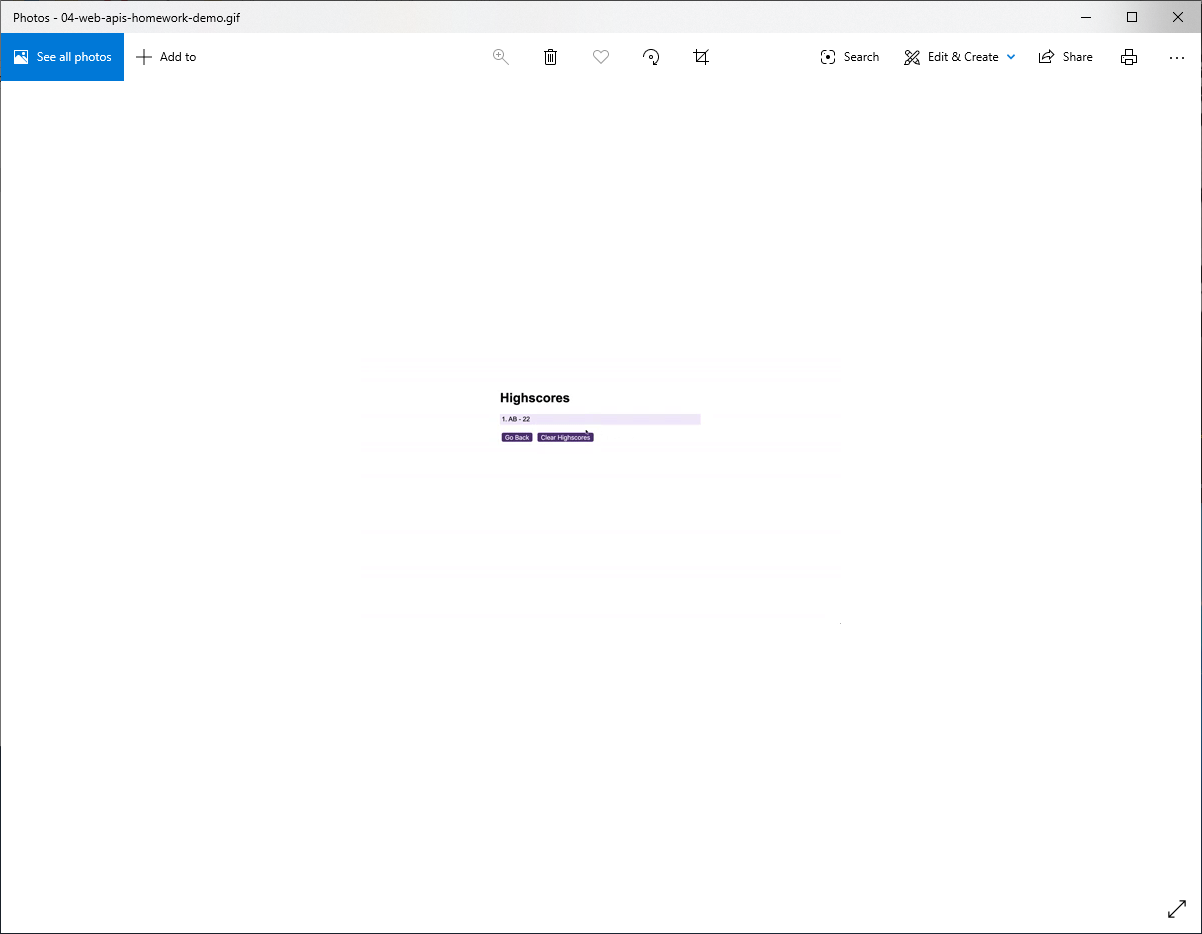 Photos - 04-web-apis-homework-demo.gif
See all photos
Add to
Search
Edit & Create
Share
Highscores
1. AB - 22
Go Back
Clear Highscores